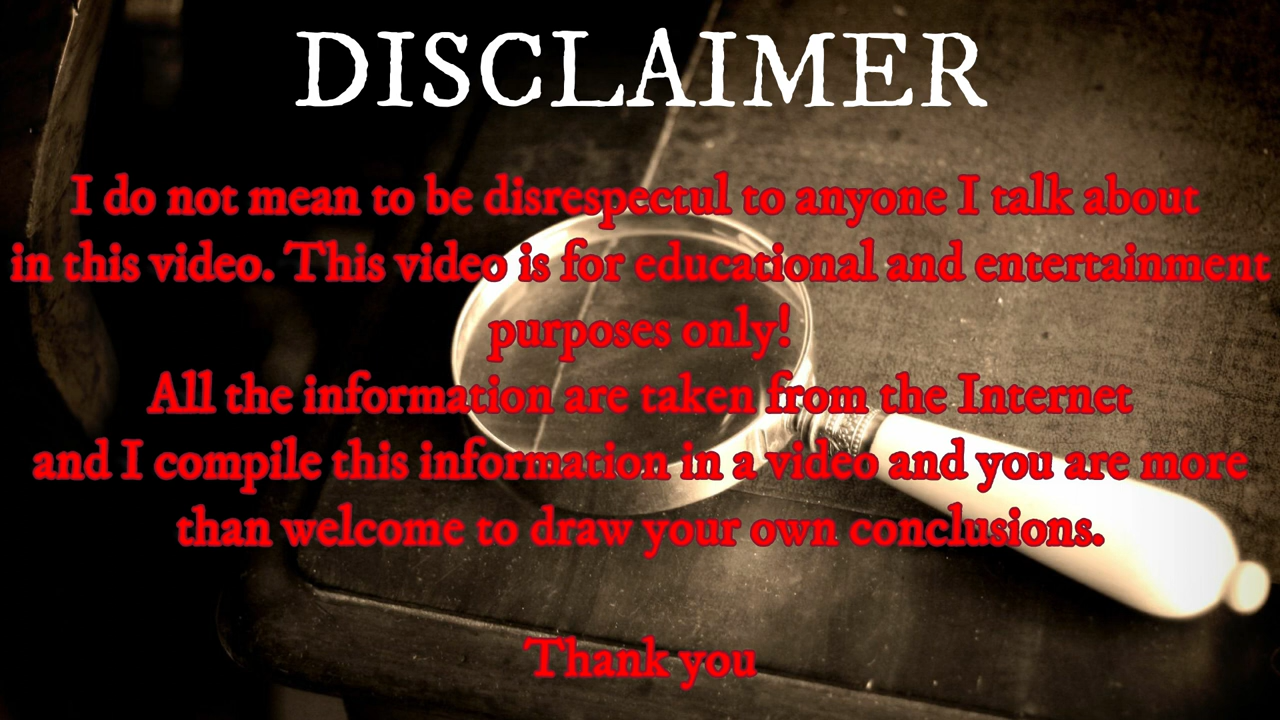 DISCLAIMER
I do not mean to be disrespectul to anyone I talk about
in this video. This video is for educational and entertainment
purposes only!
All the information are taken from the Internet
and I compile this information in a video and you are more
than welcome to draw your own conclusions.
Thank you